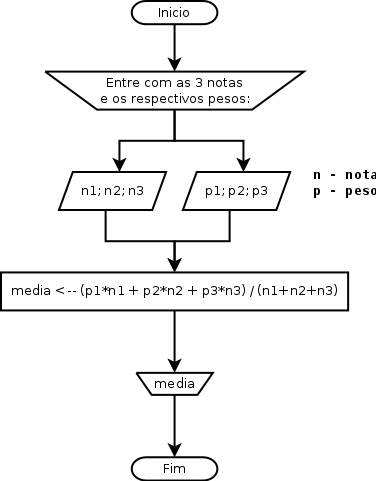 Inicio
Entre com as 3 notas
e os respectivos pesos:
n1; n2; n3
p1; p2; p3
n - nota
p - peso
media <-- (p1*n1 + p2*n2 + p3*n3) / (n1+n2+n3)
media
Fim